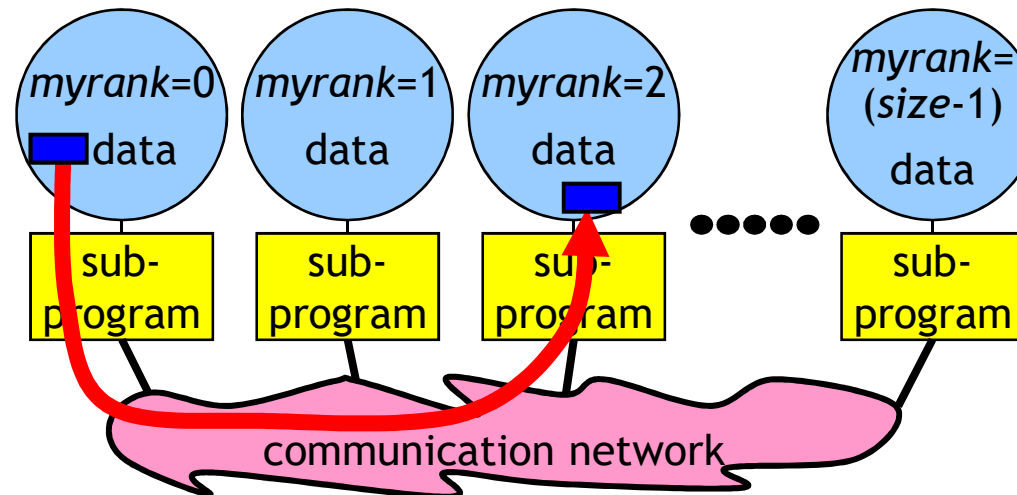 myrank=0
data
sub-
program
myrank=1
data
sub-
program
myrank=2
data
sub-
program
myrank=
(size-1)
data
sub-
program
communication network